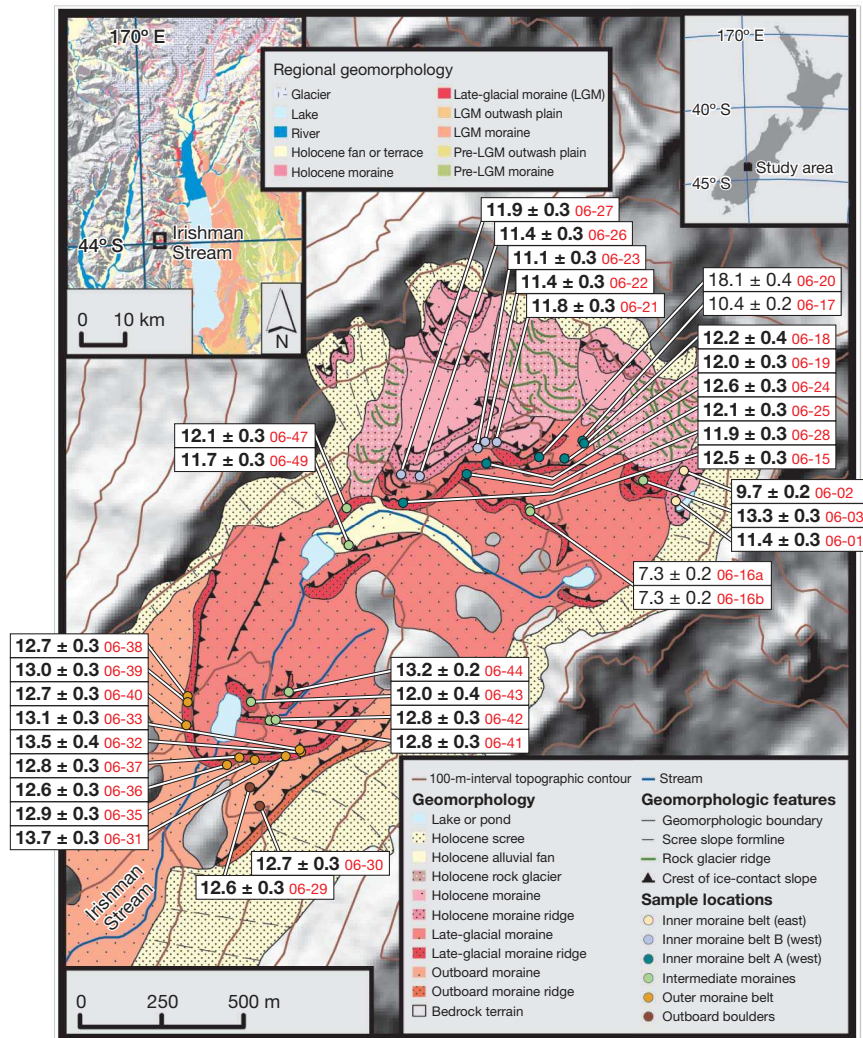 170° E
44° S
Irishman
Stream
0 10 km
N
Regional geomorphology
Glacier
Lake
River
Holocene fan or terrace
Holocene moraine
Late-glacial moraine (LGM)
LGM outwash plain
LGM moraine
Pre-LGM outwash plain
Pre-LGM moraine
170° E
40° S
45° S
Study area
11.9 ± 0.3 06-27
11.4 ± 0.3 06-26
11.1 ± 0.3 06-23
11.4 ± 0.3 06-22
11.8 ± 0.3 06-21
18.1 ± 0.4 06-20
10.4 ± 0.2 06-17
12.2 ± 0.4 06-18
12.0 ± 0.3 06-19
12.6 ± 0.3 06-24
12.1 ± 0.3 06-25
11.9 ± 0.3 06-28
12.5 ± 0.3 06-15
12.1 ± 0.3 06-47
11.7 ± 0.3 06-49
9.7 ± 0.2 06-02
13.3 ± 0.3 06-03
11.4 ± 0.3 06-01
7.3 ± 0.2 06-16a
7.3 ± 0.2 06-16b
12.7 ± 0.3 06-38
13.0 ± 0.3 06-39
12.7 ± 0.3 06-40
13.1 ± 0.3 06-33
13.5 ± 0.4 06-32
12.8 ± 0.3 06-37
12.6 ± 0.3 06-36
12.9 ± 0.3 06-35
13.7 ± 0.3 06-31
13.2 ± 0.2 06-44
12.0 ± 0.4 06-43
12.8 ± 0.3 06-42
12.8 ± 0.3 06-41
12.7 ± 0.3 06-30
12.6 ± 0.3 06-29
Irishman
Stream
0 250 500 m
100-m-interval topographic contour
Geomorphology
Lake or pond
Holocene scree
Holocene alluvial fan
Holocene rock glacier
Holocene moraine
Holocene moraine ridge
Late-glacial moraine
Late-glacial moraine ridge
Outboard moraine
Outboard moraine ridge
Bedrock terrain
Stream
Geomorphologic features
Geomorphologic boundary
Scree slope formline
Rock glacier ridge
Crest of ice-contact slope
Sample locations
Inner moraine belt (east)
Inner moraine belt B (west)
Inner moraine belt A (west)
Intermediate moraines
Outer moraine belt
Outboard boulders